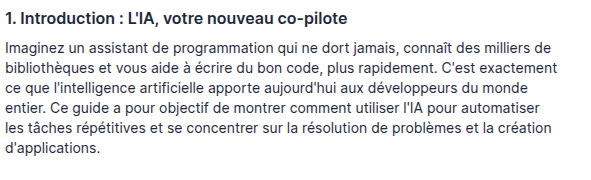 1. Introduction : L'IA, votre nouveau co-pilote
Imaginez un assistant de programmation qui ne dort jamais, connaît des milliers de
bibliothèques et vous aide à écrire du bon code, plus rapidement. C'est exactement
ce que l'intelligence artificielle apporte aujourd'hui aux développeurs du monde
entier. Ce guide a pour objectif de montrer comment utiliser l'IA pour automatiser
les tâches répétitives et se concentrer sur la résolution de problèmes et la création
d'applications.